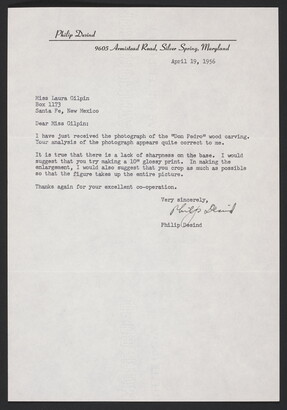 Philip Desind
9605 Armistead Road, Silver Spring, Maryland
April 19, 1956
Miss Laura Gilpin
Box 1173
Santa Fe, New Mexico
Dear Miss Gilpin:
I have just received the photograph of the "Don Pedro" wood carving.
Your analysis of the photograph appears quite correct to me.
It is true that there is a lack of sharpness on the base. I would
suggest that you try making a 10" glossy print. In making the
enlargement, I would also suggest that you crop as much as possible
so that the figure takes up the entire picture.
Thanks again for your excellent co-operation.
Very sincerely,
Philip Desind
Philip Desind